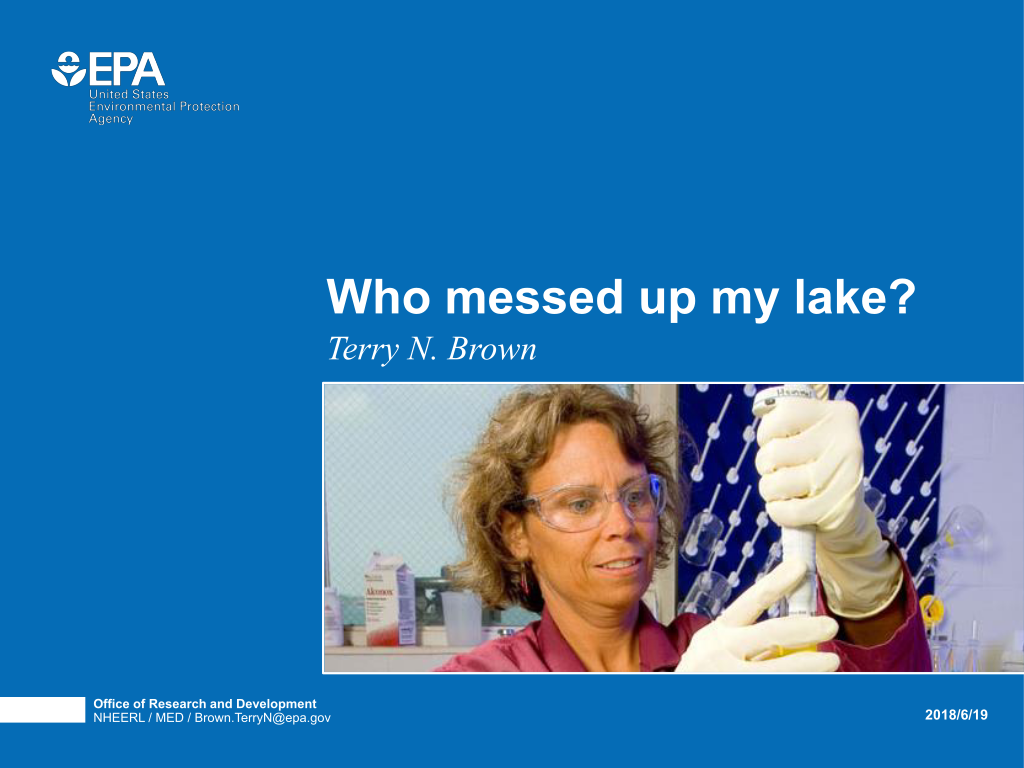 EPA
United States
Environmental Protection
Agency
Who messed up my lake?
Terry N. Brown
Alconox
Office of Research and Development
NHEERL / MED / Brown.TerryN@epa.gov
2018/6/19